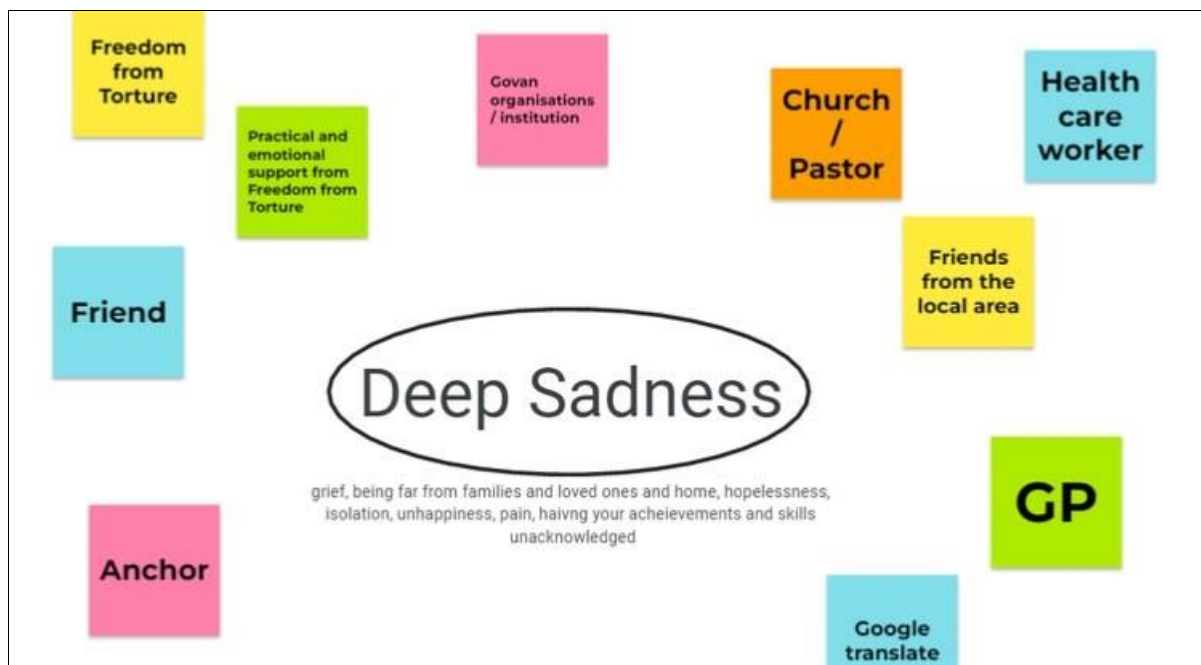 Freedom
from
Torture
Practical and
emotional
support from
Freedom from
Torture
Govan
organisations
/ institution
Church
/
Pastor
Health
care
worker
Friend
Friends
from the
local area
Deep Sadness
grief, being far from families and loved ones and home, hopelessness,
isolation, unhappiness, pain, haivng your acheievements and skills
unacknowledged
GP
Anchor
Google
translate